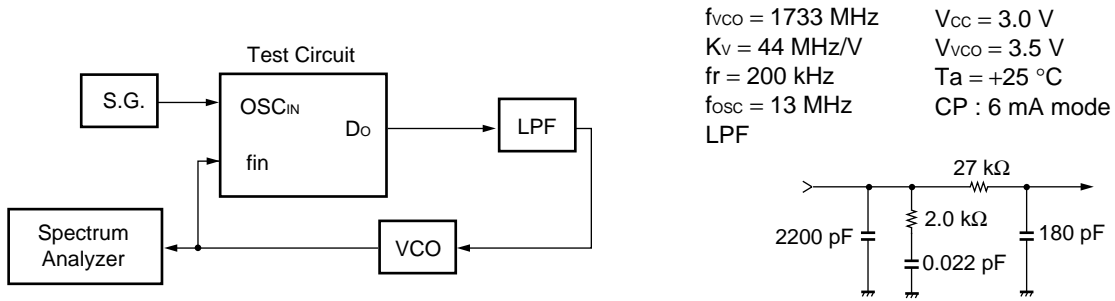 Test Circuit
S.G.
OSCIN
DO
fin
LPF
VCO
Spectrum
Analyzer
fVCO = 1733 MHz
KV = 44 MHz/V
fr = 200 kHz
fOSC = 13 MHz
LPF
VCC = 3.0 V
VVCO = 3.5 V
Ta = +25 °C
CP : 6 mA mode
27 kΩ
2.0 kΩ
2200 pF
180 pF
0.022 pF